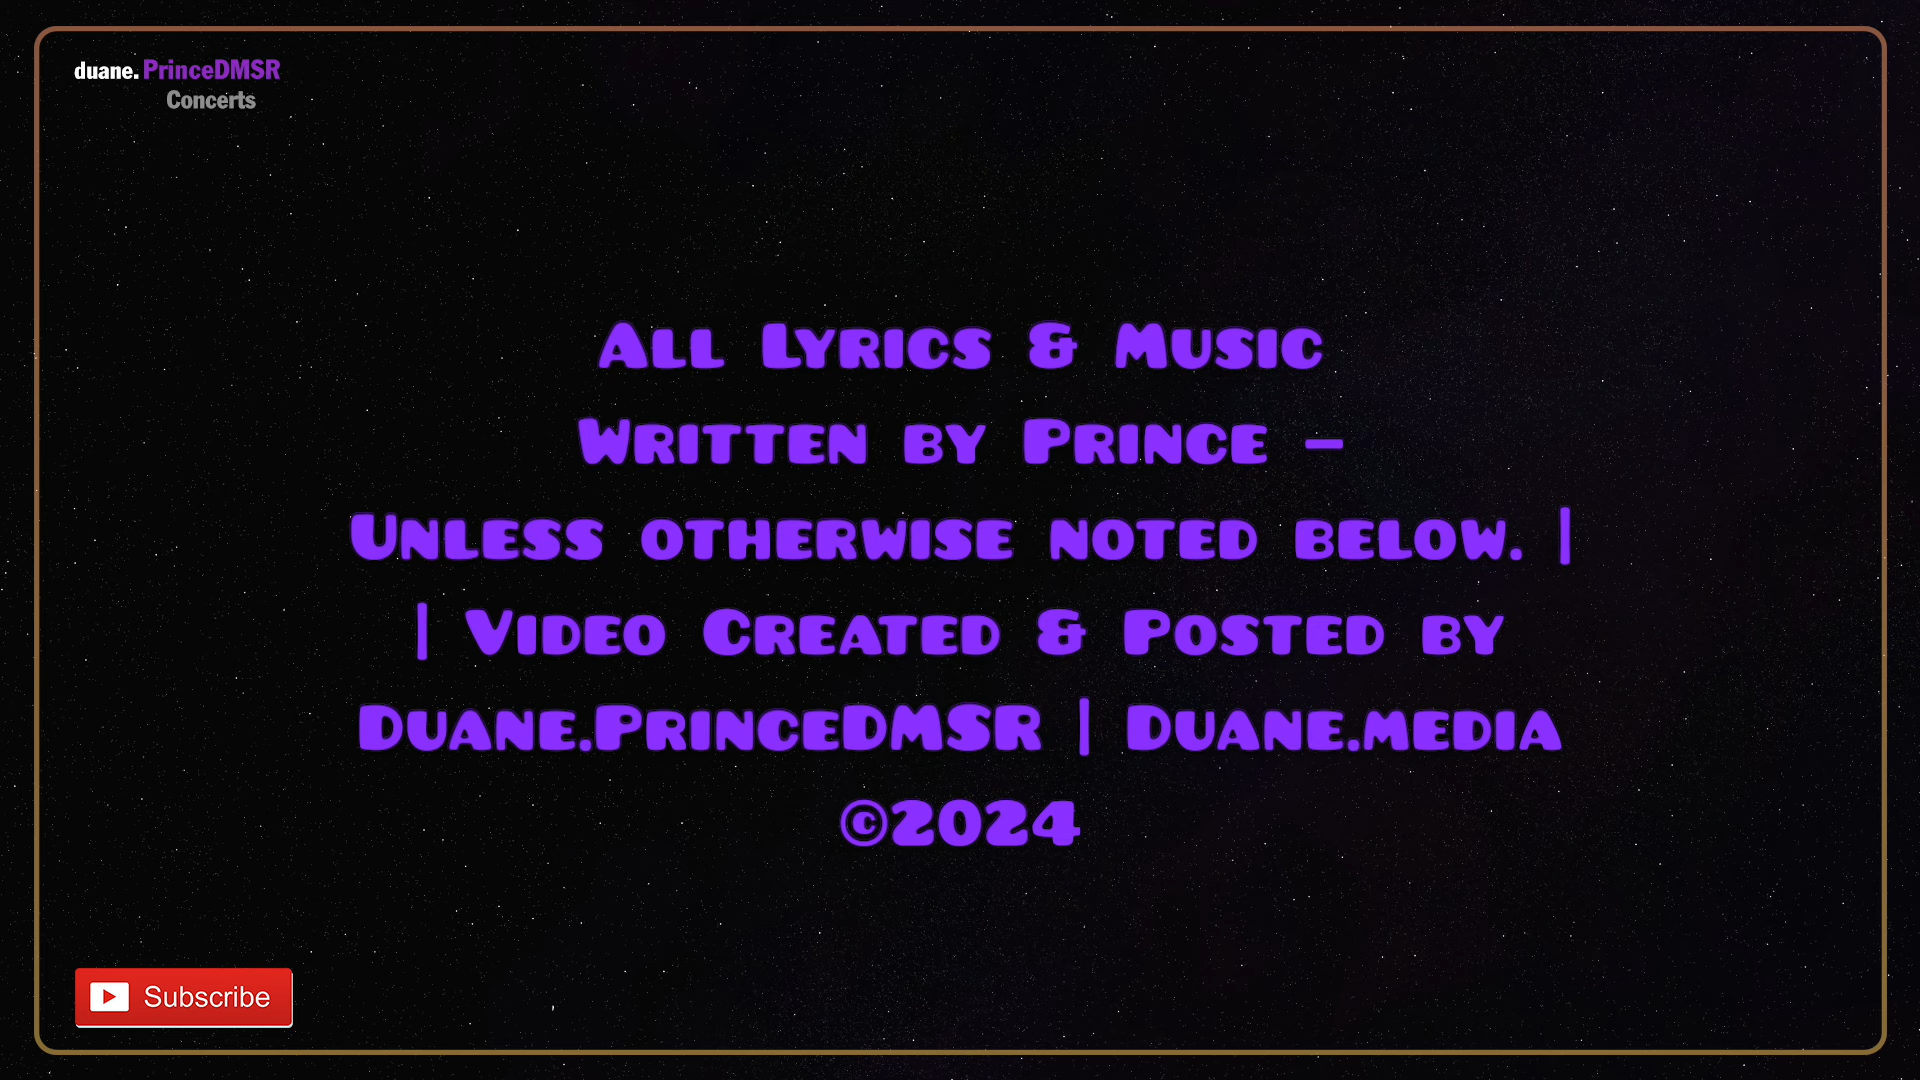 duane. PrinceDMSR
Concerts
All Lyrics & Music
Written by Prince –
Unless otherwise noted below. |
| Video Created & Posted by
Duane.PrinceDMSR | Duane.media
©2024
Subscribe